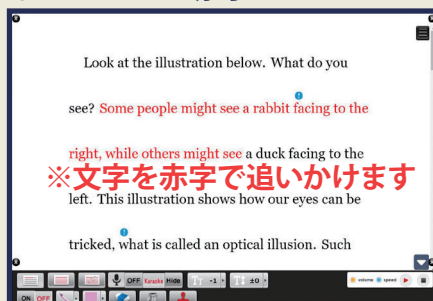 Look at the illustration below. What do you
see? Some people might see a rabbit facing to the
right, while others might see a duck facing to the
※文字を赤字で追いかけます
left. This illustration shows how our eyes can be
tricked, what is called an optical illusion. Such
OFF Karaoke Hide -1 ±0
volume speed
ON OFF